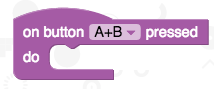 on button A+B pressed
do